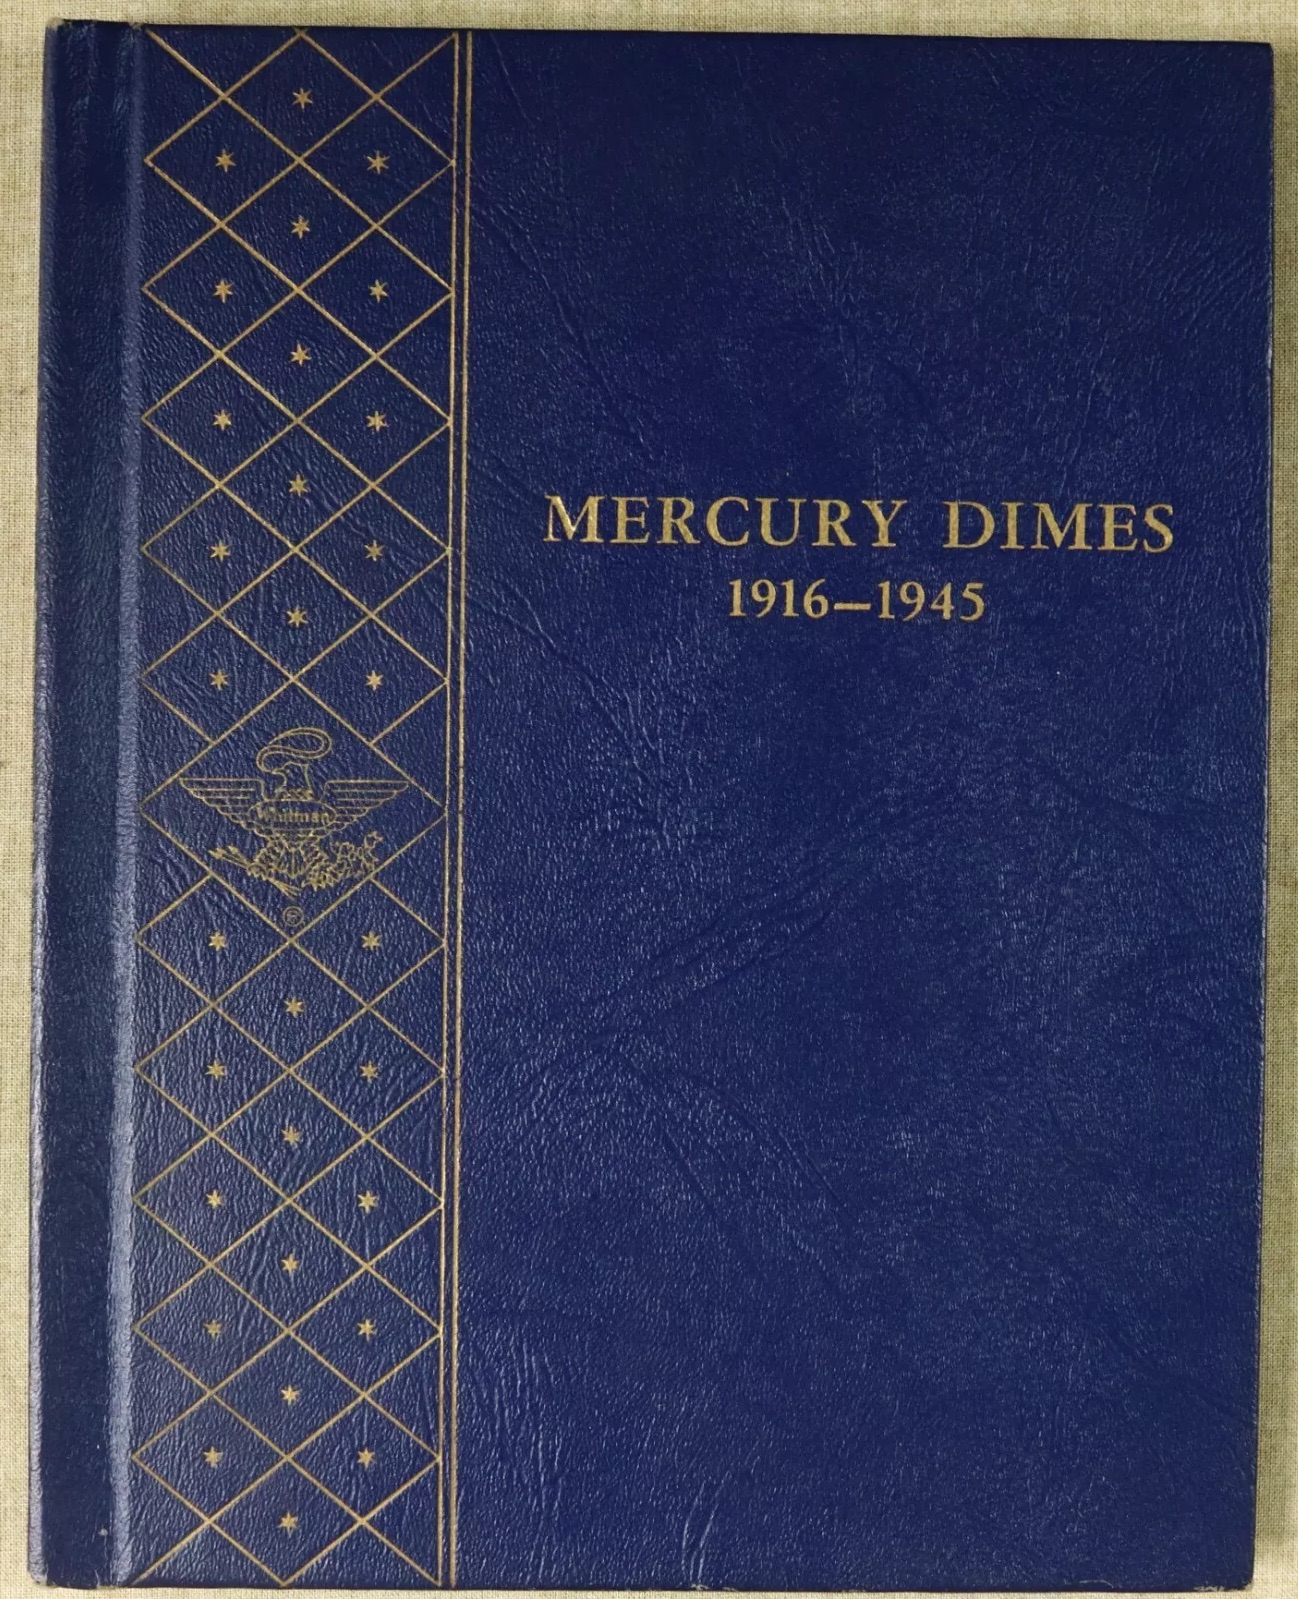 MERCURY DIMES
1916–1945
Whitman
®